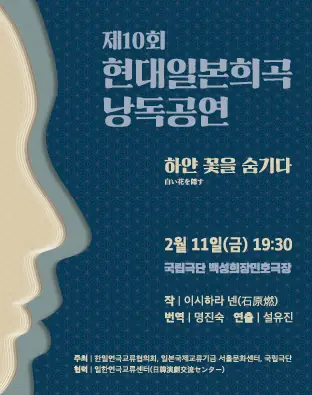 제10회
현대일본희곡
낭독공연
하얀 꽃을 숨기다
白い花を隠す
2월 11일(금) 19:30
국립극단 백성희장민호극장
작 | 이시하라 넨(石原燃)
번역 | 명진숙 연출 | 설유진
주최 | 한일연극교류협의회, 일본국제교류기금 서울문화센터, 국립극단
협력 | 일한연극교류센터(日韓演劇交流センター)